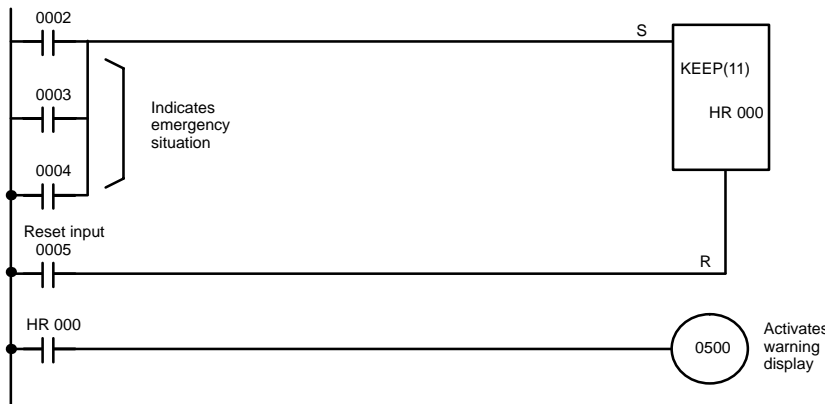 0002
S
KEEP(11)
0003
HR 000
Indicates
emergency
situation
0004
Reset input
0005
R
HR 000
0500
Activates
warning
display